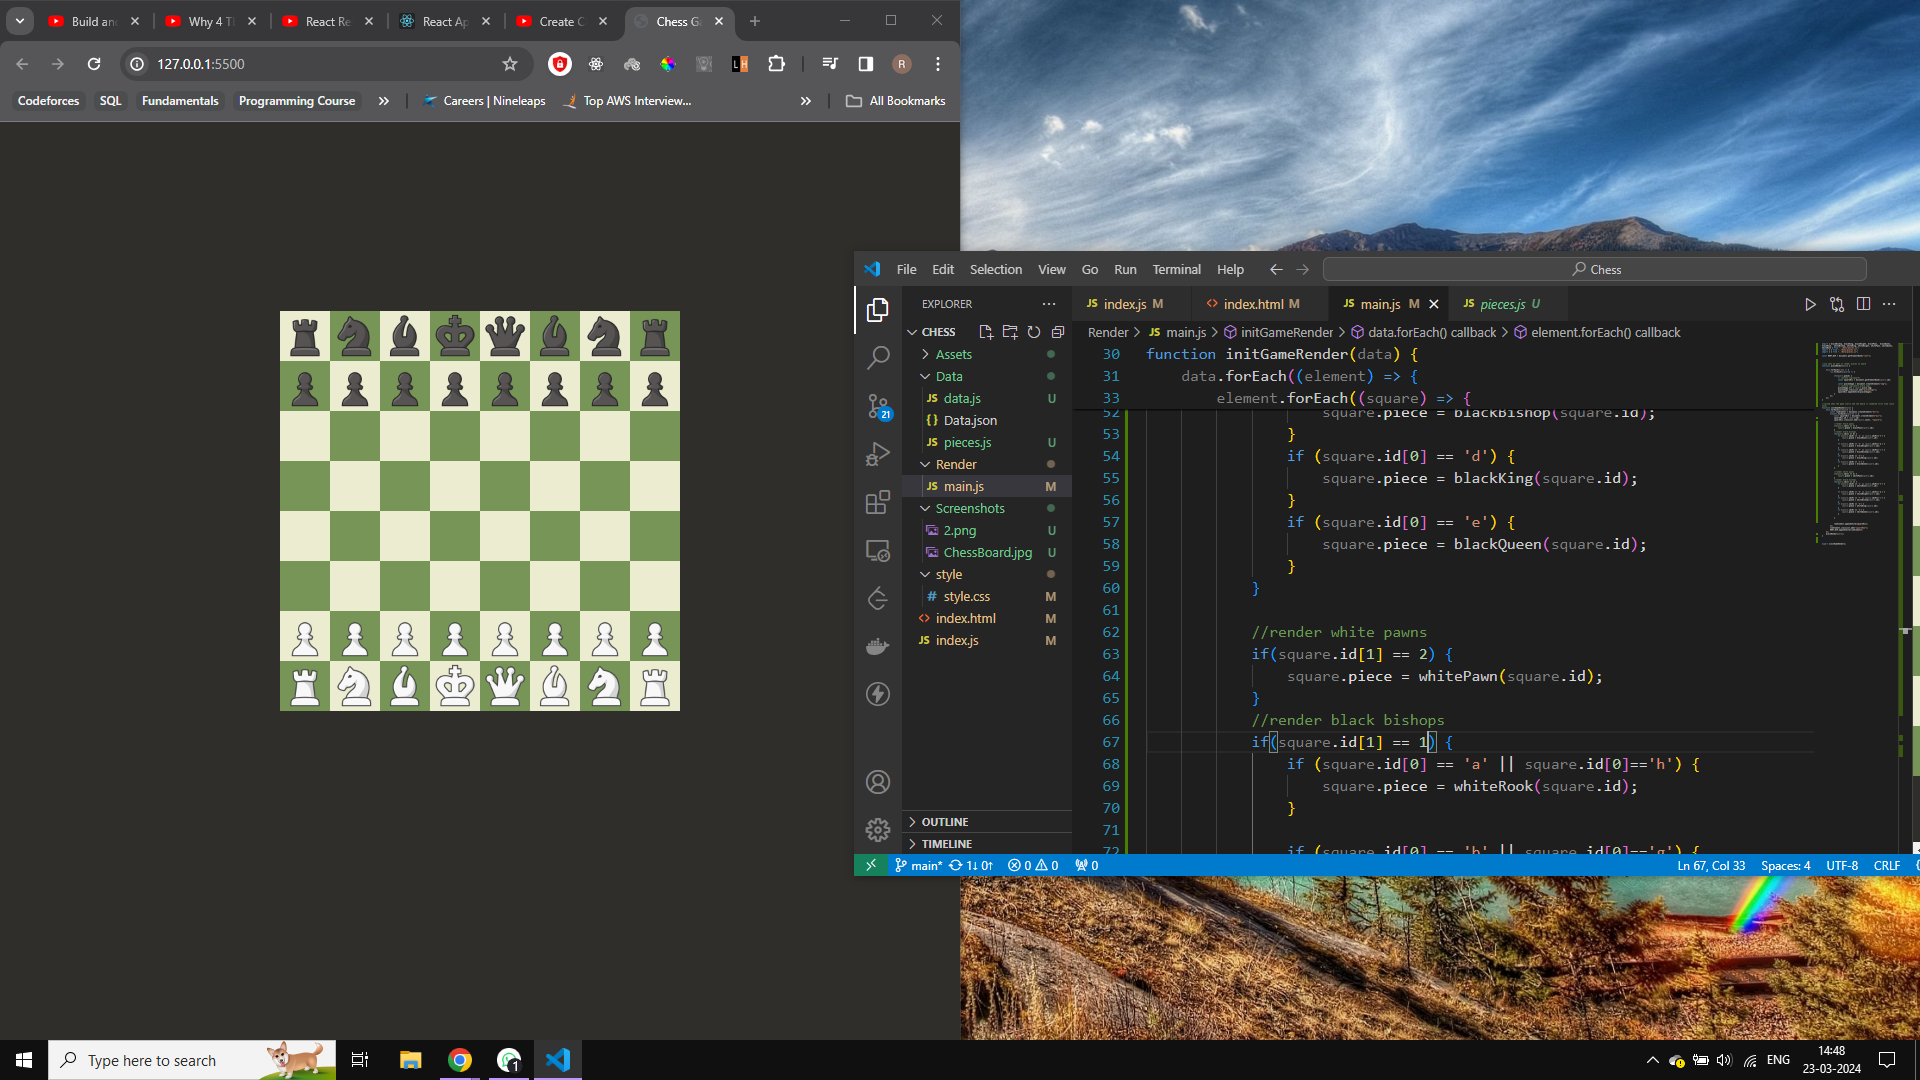 Build an
Why 4 T
React Re
React Ap
Create C
Chess G
127.0.0.1:5500
R
Codeforces
SQL
Fundamentals
Programming Course
Careers | Nineleaps
Top AWS Interview...
All Bookmarks
File Edit Selection View Go Run Terminal Help
Chess
EXPLORER
JS index.js M
index.html M
JS main.js M
JS pieces.js U
CHESS
Render > JS main.js > initGameRender > data.forEach() callback > element.forEach() callback
Assets
Data
JS data.js U
{} Data.json
JS pieces.js U
Render
JS main.js M
Screenshots
2.png U
ChessBoard.jpg U
style
# style.css M
<> index.html M
JS index.js M
OUTLINE
TIMELINE
21
30 function initGameRender(data) {
31 data.forEach((element) => {
33 element.forEach((square) => {
52 square.piece = blackBishop(square.id);
53 }
54 if (square.id[0] == 'd') {
55 square.piece = blackKing(square.id);
56 }
57 if (square.id[0] == 'e') {
58 square.piece = blackQueen(square.id);
59 }
60 }
61
62 //render white pawns
63 if(square.id[1] == 2) {
64 square.piece = whitePawn(square.id);
65 }
66 //render black bishops
67 if(square.id[1] == 1) {
68 if (square.id[0] == 'a' || square.id[0]=='h') {
69 square.piece = whiteRook(square.id);
70 }
71
72 if (square.id[0] == 'b' || square.id[0]=='g') {
main* 1↓ 0↑ 0 0 0
Ln 67, Col 33 Spaces: 4 UTF-8 CRLF
Type here to search
1
ENG
14:48
23-03-2024